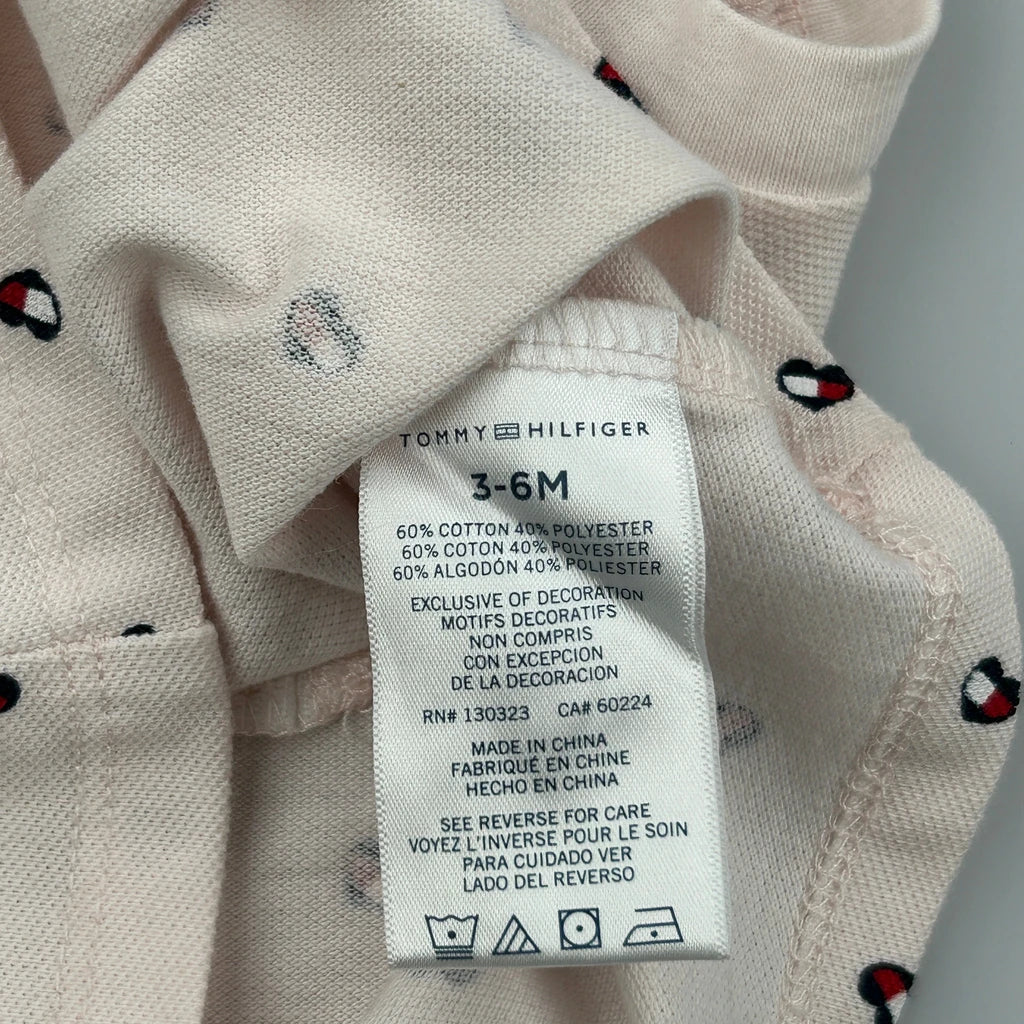 TOMMY HILFIGER
3-6M
60% COTTON 40% POLYESTER
60% COTON 40% POLYESTER
60% ALGODÓN 40% POLIESTER
EXCLUSIVE OF DECORATION
MOTIFS DECORATIFS
NON COMPRIS
CON EXCEPCION
DE LA DECORACION
RN# 130323 CA# 60224
MADE IN CHINA
FABRIQUÉ EN CHINE
HECHO EN CHINA
SEE REVERSE FOR CARE
VOYEZ L'INVERSE POUR LE SOIN
PARA CUIDADO VER
LADO DEL REVERSO